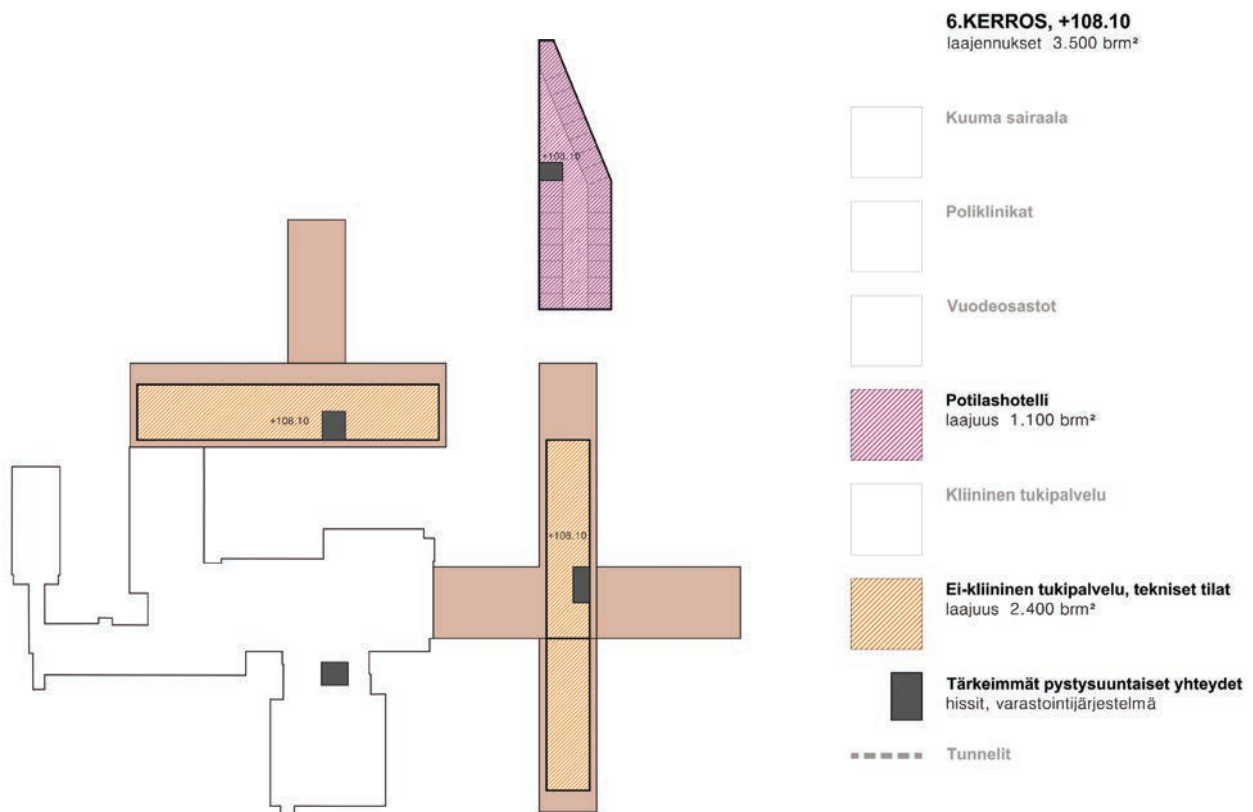 6.KERROS, +108.10
laajennukset 3.500 brm²
Kuuma sairaala
Poliklinikat
Vuodeosastot
Potilashotelli
laajuus 1.100 brm²
Kliininen tukipalvelu
Ei-kliininen tukipalvelu, tekniset tilat
laajuus 2.400 brm²
Tärkeimmät pystysuuntaiset yhteydet
hissit, varastointijärjestelmä
Tunnelit
+108.10
+108.10
+108.10